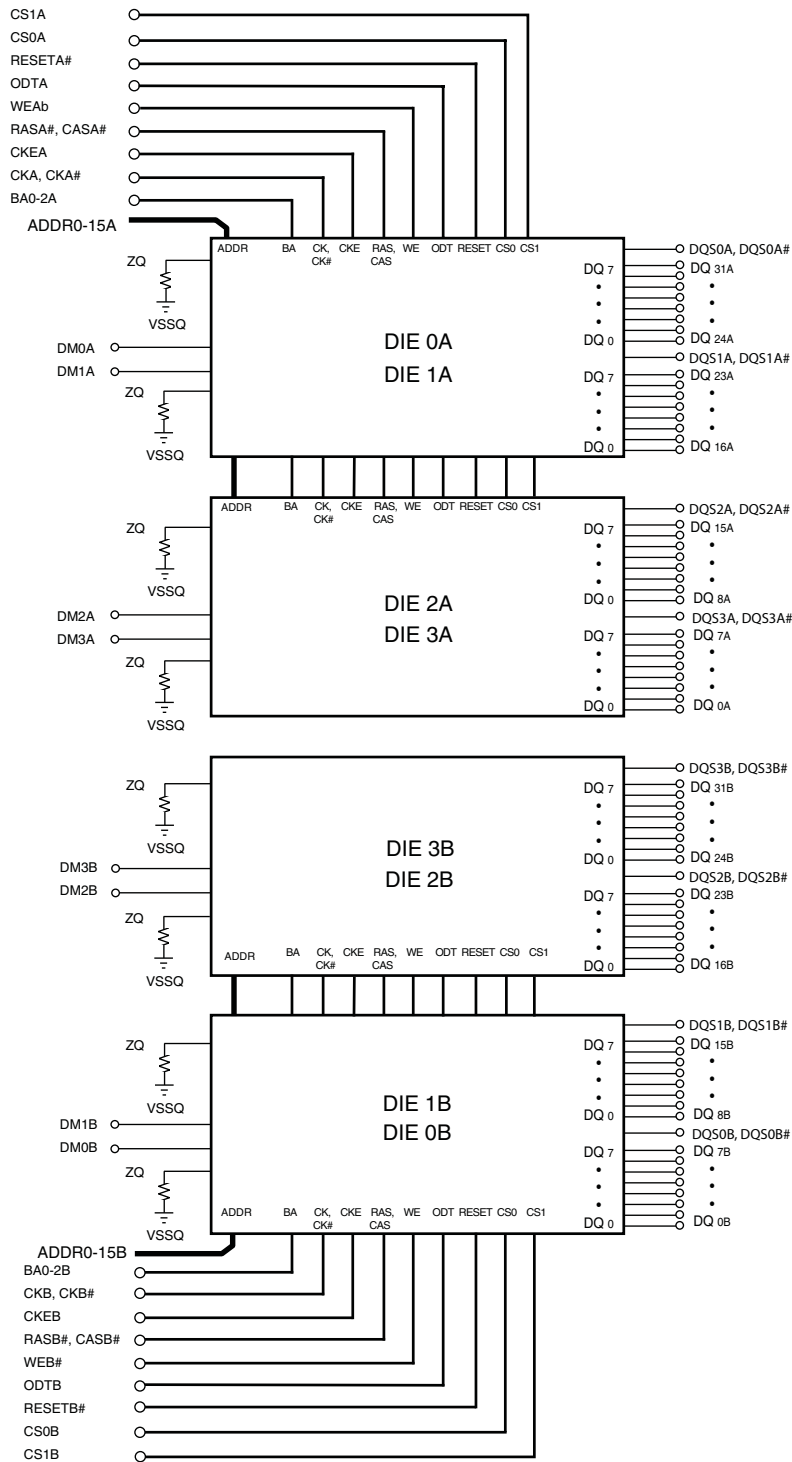 CS1A
CS0A
RESETA#
ODTA
WEAb
RASA#, CASA#
CKEA
CKA, CKA#
BA0-2A
ADDR0-15A
ADDR BA CK, CK# CKE RAS, CAS WE ODT RESET CS0 CS1
ZQ
VSSQ
DM0A
DM1A
ZQ
VSSQ
DIE 0A
DIE 1A
DQ 7
DQ 0
DQ 7
DQ 0
DQS0A, DQS0A#
DQ 31A
DQ 24A
DQS1A, DQS1A#
DQ 23A
DQ 16A
ADDR BA CK, CK# CKE RAS, CAS WE ODT RESET CS0 CS1
ZQ
VSSQ
DM2A
DM3A
ZQ
VSSQ
DIE 2A
DIE 3A
DQ 7
DQ 0
DQ 7
DQ 0
DQS2A, DQS2A#
DQ 15A
DQ 8A
DQS3A, DQS3A#
DQ 7A
DQ 0A
ZQ
VSSQ
DM3B
DM2B
ZQ
VSSQ
DIE 3B
DIE 2B
DQ 7
DQ 0
DQ 7
DQ 0
DQS3B, DQS3B#
DQ 31B
DQ 24B
DQS2B, DQS2B#
DQ 23B
DQ 16B
ADDR BA CK, CK# CKE RAS, CAS WE ODT RESET CS0 CS1
ZQ
VSSQ
DM1B
DM0B
ZQ
VSSQ
DIE 1B
DIE 0B
DQ 7
DQ 0
DQ 7
DQ 0
DQS1B, DQS1B#
DQ 15B
DQ 8B
DQS0B, DQS0B#
DQ 7B
DQ 0B
ADDR BA CK, CK# CKE RAS, CAS WE ODT RESET CS0 CS1
ADDR0-15B
BA0-2B
CKB, CKB#
CKEB
RASB#, CASB#
WEB#
ODTB
RESETB#
CS0B
CS1B